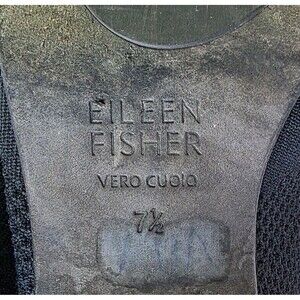 EILEEN
FISHER
VERO CUOIO
7½